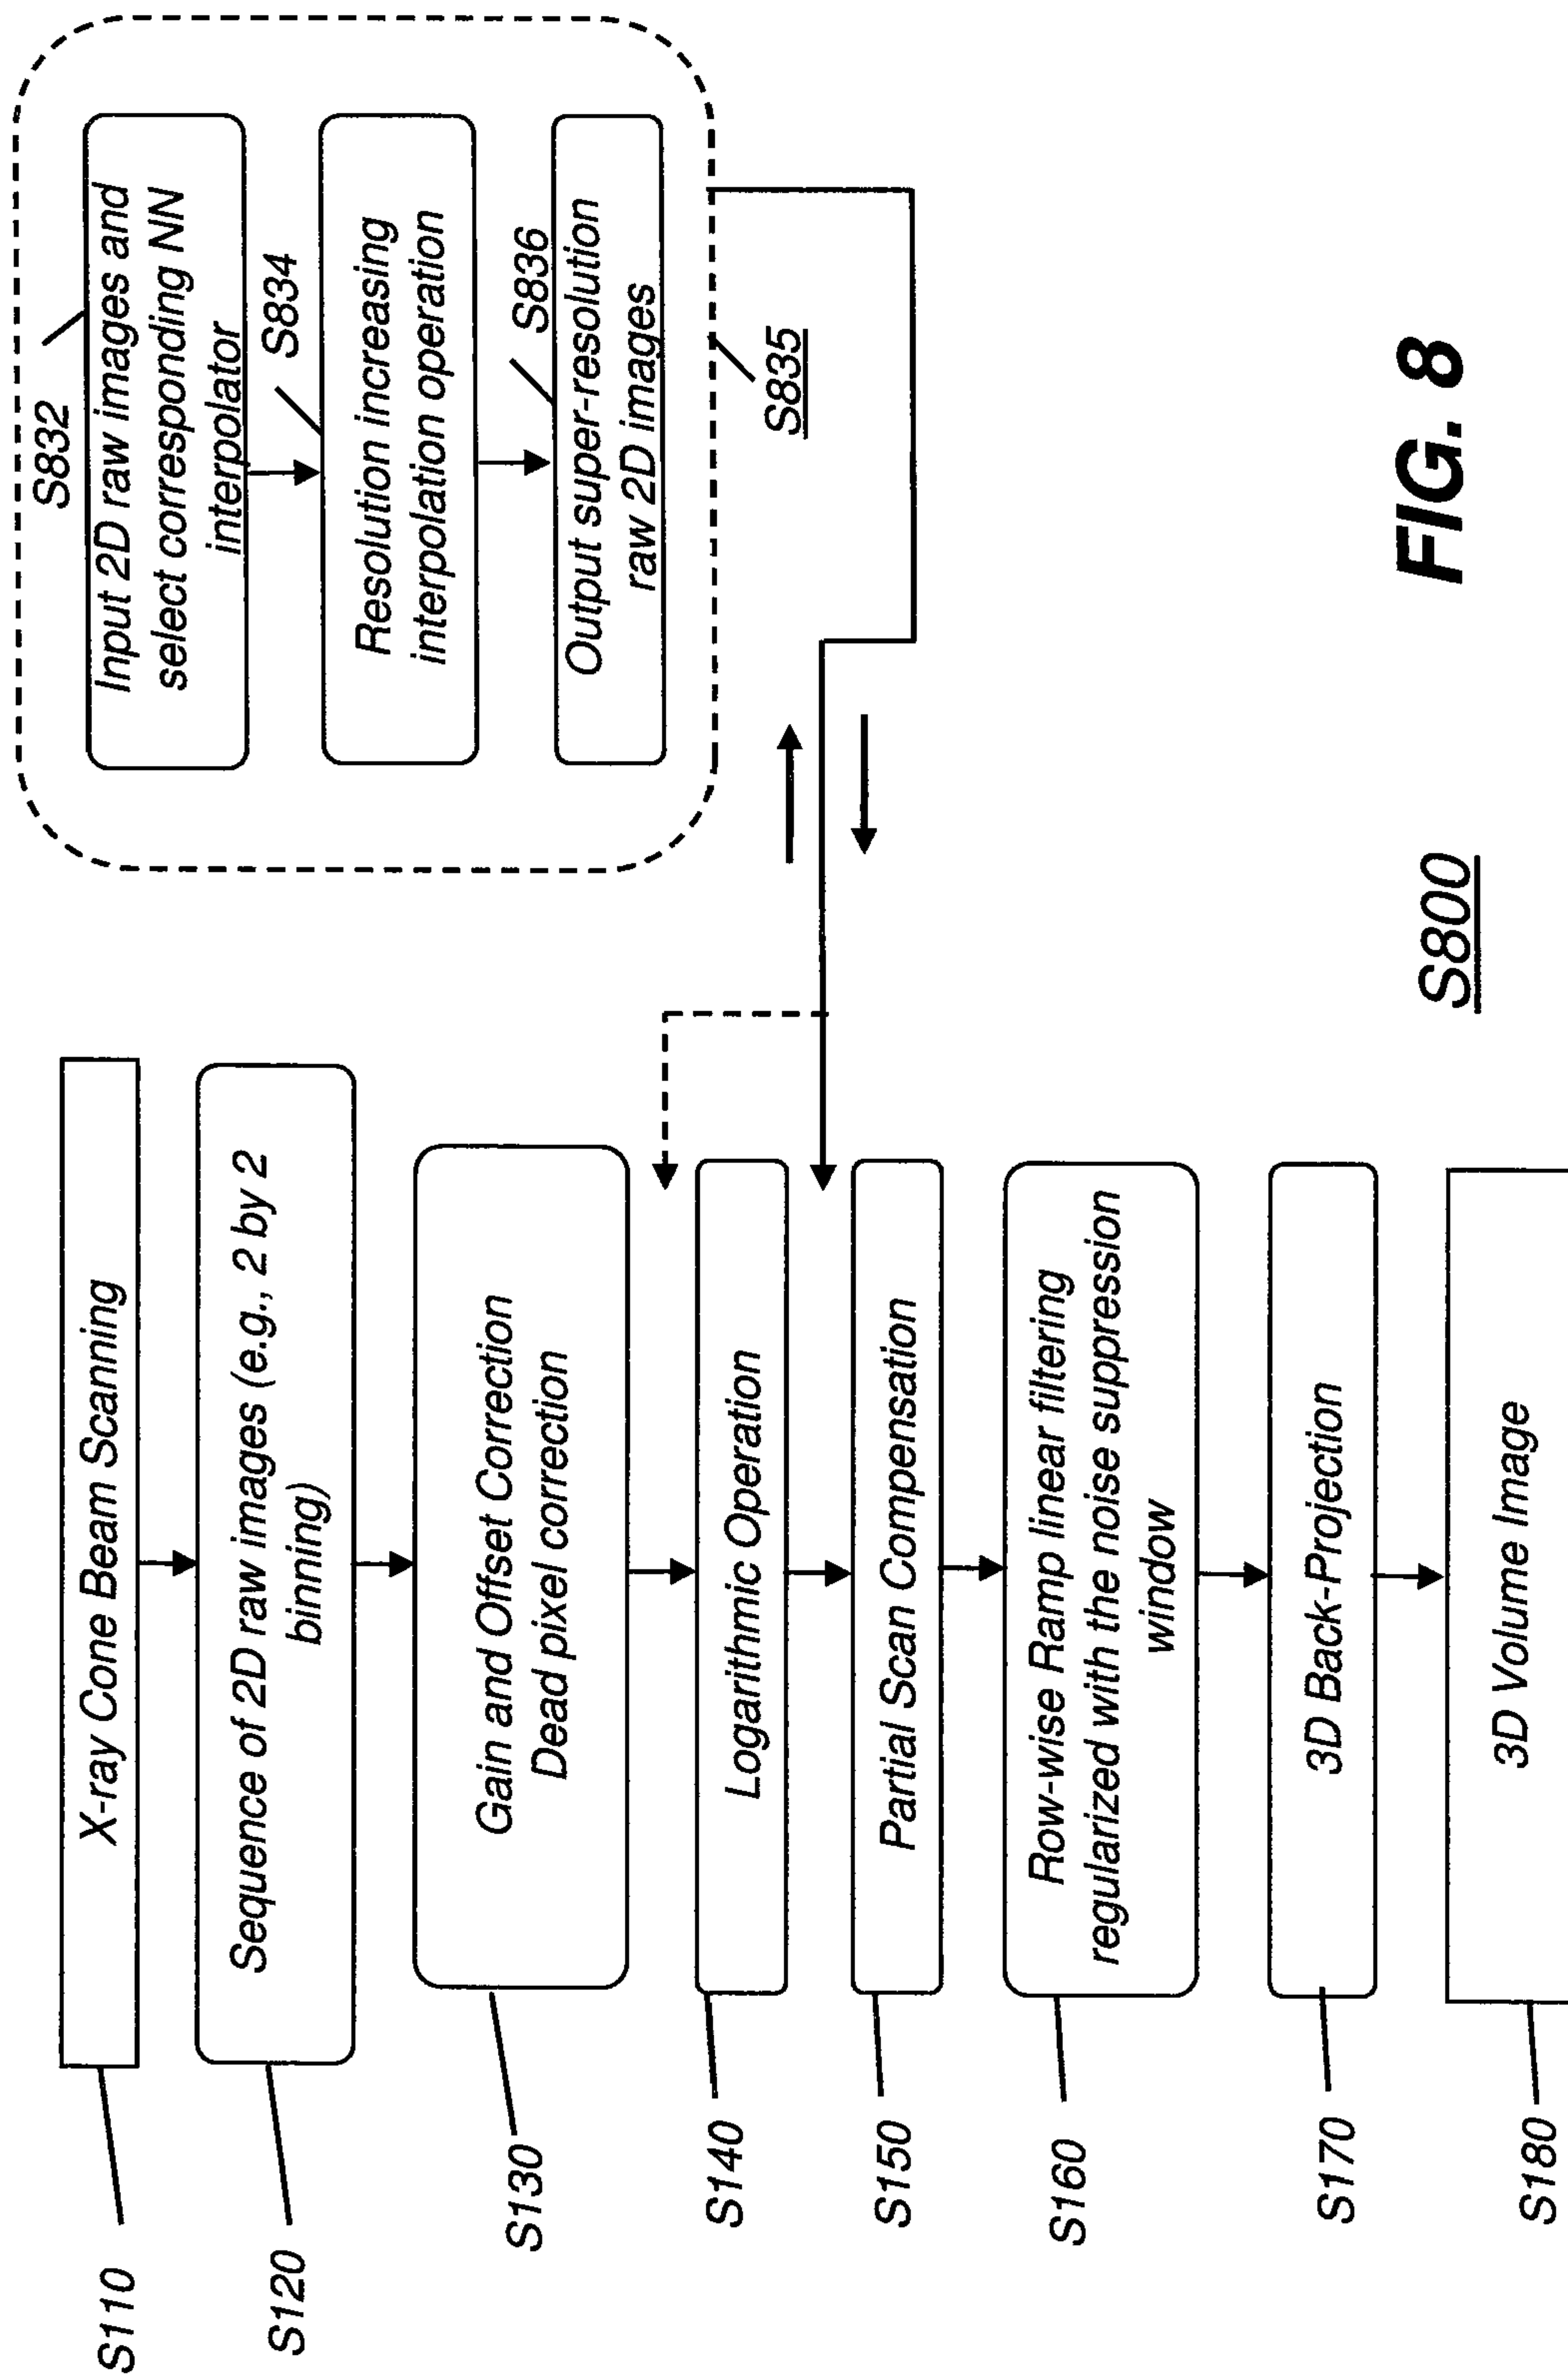 S110
X-ray Cone Beam Scanning
S120
Sequence of 2D raw images (e.g., 2 by 2
binning)
S130
Gain and Offset Correction
Dead pixel correction
S140
Logarithmic Operation
S150
Partial Scan Compensation
S160
Row-wise Ramp linear filtering
regularized with the noise suppression
window
S170
3D Back-Projection
S180
3D Volume Image
S832
Input 2D raw images and
select corresponding NN
interpolator
S834
Resolution increasing
interpolation operation
S836
Output super-resolution
raw 2D images
S835
S800
FIG. 8